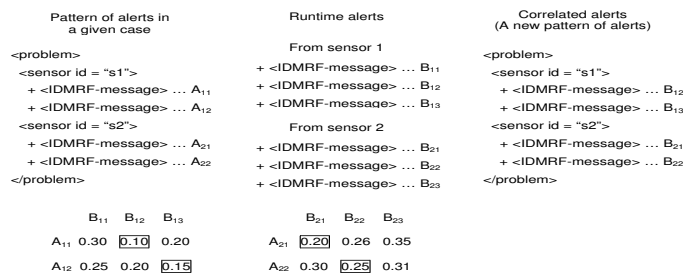 Pattern of alerts in
a given case
<problem>
<sensor id = “s1”>
+ <IDMRF-message> … A₁₁
+ <IDMRF-message> … A₁₂
<sensor id = “s2”>
+ <IDMRF-message> … A₂₁
+ <IDMRF-message> … A₂₂
</problem>
Runtime alerts
From sensor 1
+ <IDMRF-message> … B₁₁
+ <IDMRF-message> … B₁₂
+ <IDMRF-message> … B₁₃
From sensor 2
+ <IDMRF-message> … B₂₁
+ <IDMRF-message> … B₂₂
+ <IDMRF-message> … B₂₃
Correlated alerts
(A new pattern of alerts)
<problem>
<sensor id = “s1”>
+ <IDMRF-message> … B₁₂
+ <IDMRF-message> … B₁₃
<sensor id = “s2”>
+ <IDMRF-message> … B₂₁
+ <IDMRF-message> … B₂₂
</problem>
B₁₁ B₁₂ B₁₃
A₁₁ 0.30 0.10 0.20
A₁₂ 0.25 0.20 0.15
B₂₁ B₂₂ B₂₃
A₂₁ 0.20 0.26 0.35
A₂₂ 0.30 0.25 0.31